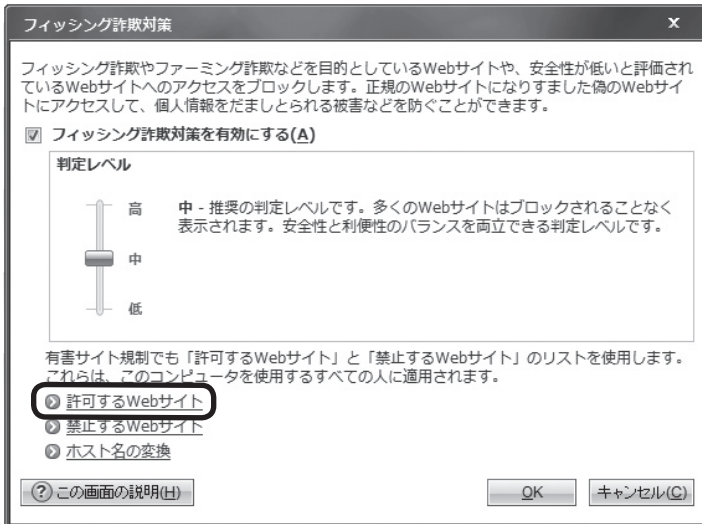 フィッシング詐欺対策
x
フィッシング詐欺やファーミング詐欺などを目的としているWebサイトや、安全性が低いと評価され
ているWebサイトへのアクセスをブロックします。正規のWebサイトになりすました偽のWebサイ
トにアクセスして、個人情報をだましとられる被害などを防ぐことができます。
フィッシング詐欺対策を有効にする(A)
判定レベル
高
中 - 推奨の判定レベルです。多くのWebサイトはブロックされることなく
表示されます。安全性と利便性のバランスを両立できる判定レベルです。
中
低
有害サイト規制でも「許可するWebサイト」と「禁止するWebサイト」のリストを使用します。
これらは、このコンピュータを使用するすべての人に適用されます。
許可するWebサイト
禁止するWebサイト
ホスト名の変換
? この画面の説明(H)
OK
キャンセル(C)